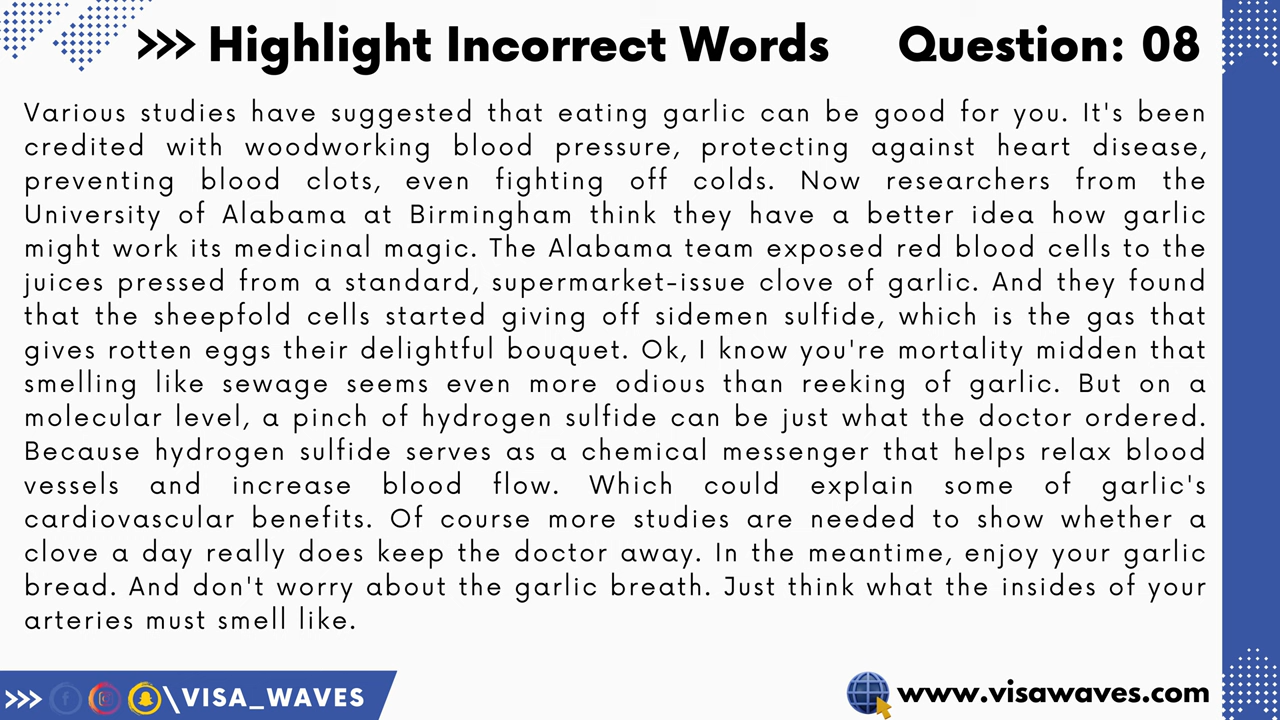 >>> Highlight Incorrect Words Question: 08
Various studies have suggested that eating garlic can be good for you. It's been
credited with woodworking blood pressure, protecting against heart disease,
preventing blood clots, even fighting off colds. Now researchers from the
University of Alabama at Birmingham think they have a better idea how garlic
might work its medicinal magic. The Alabama team exposed red blood cells to the
juices pressed from a standard, supermarket-issue clove of garlic. And they found
that the sheepfold cells started giving off sidemen sulfide, which is the gas that
gives rotten eggs their delightful bouquet. Ok, I know you're mortality midden that
smelling like sewage seems even more odious than reeking of garlic. But on a
molecular level, a pinch of hydrogen sulfide can be just what the doctor ordered.
Because hydrogen sulfide serves as a chemical messenger that helps relax blood
vessels and increase blood flow. Which could explain some of garlic's
cardiovascular benefits. Of course more studies are needed to show whether a
clove a day really does keep the doctor away. In the meantime, enjoy your garlic
bread. And don't worry about the garlic breath. Just think what the insides of your
arteries must smell like.
>>> \VISA_WAVES www.visawaves.com